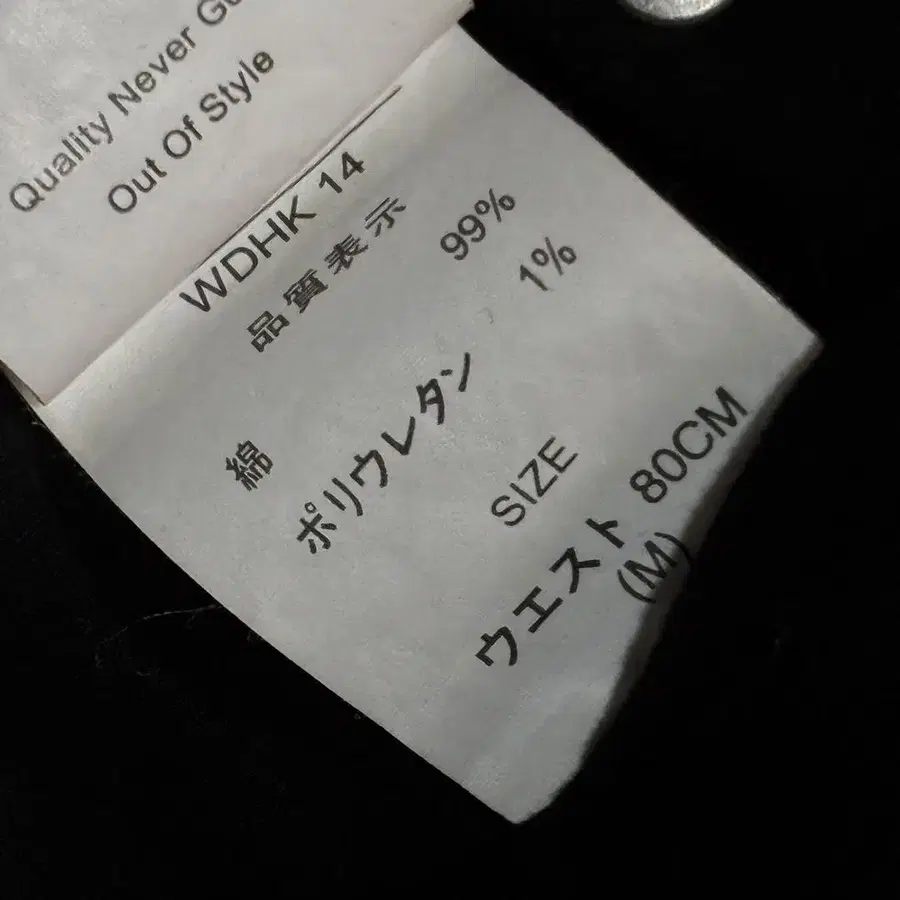 Quality Never
Out Of Style
WDHK 14
品質表示
綿 99%
ポリウレタン 1%
SIZE
ウエスト 80CM
(M)